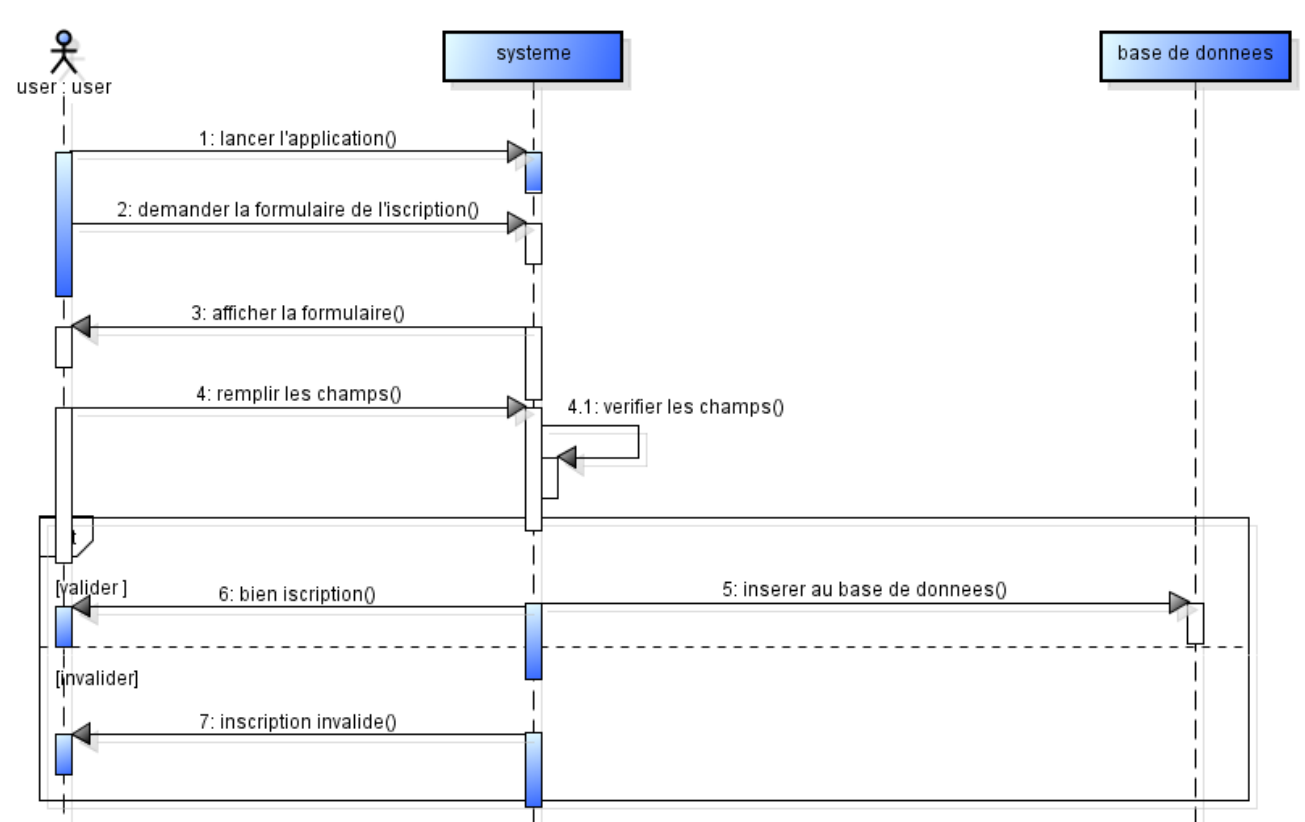 systeme
base de donnees
user : user
1: lancer l'application()
2: demander la formulaire de l'iscription()
3: afficher la formulaire()
4: remplir les champs()
4.1: verifier les champs()
[valider ]
6: bien iscription()
5: inserer au base de donnees()
[invalider]
7: inscription invalide()